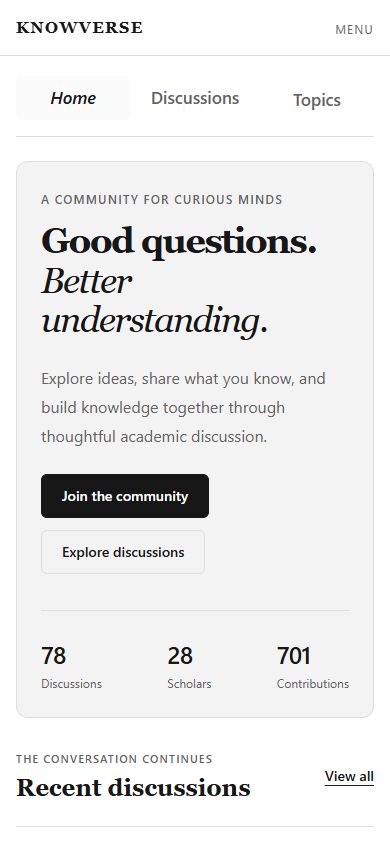 KNOWVERSE
MENU
Home
Discussions
Topics
A COMMUNITY FOR CURIOUS MINDS
Good questions.
Better
understanding.
Explore ideas, share what you know, and
build knowledge together through
thoughtful academic discussion.
Join the community
Explore discussions
78
28
701
Discussions
Scholars
Contributions
THE CONVERSATION CONTINUES
Recent discussions
View all